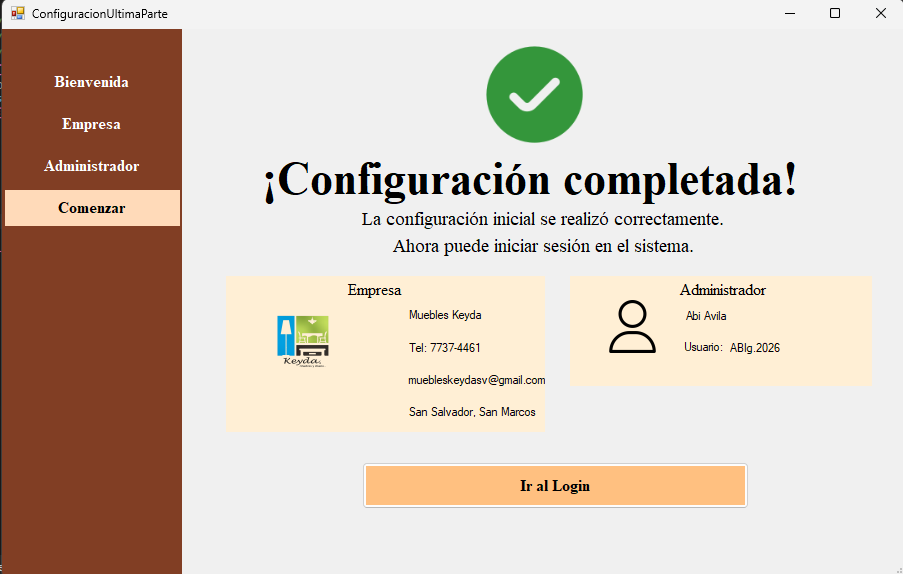 ConfiguracionUltimaParte
Bienvenida
Empresa
Administrador
Comenzar
¡Configuración completada!
La configuración inicial se realizó correctamente.
Ahora puede iniciar sesión en el sistema.
Empresa
Keyda.
Muebles Keyda
Tel: 7737-4461
muebleskeydasv@gmail.com
San Salvador, San Marcos
Administrador
Abi Avila
Usuario: ABIg.2026
Ir al Login